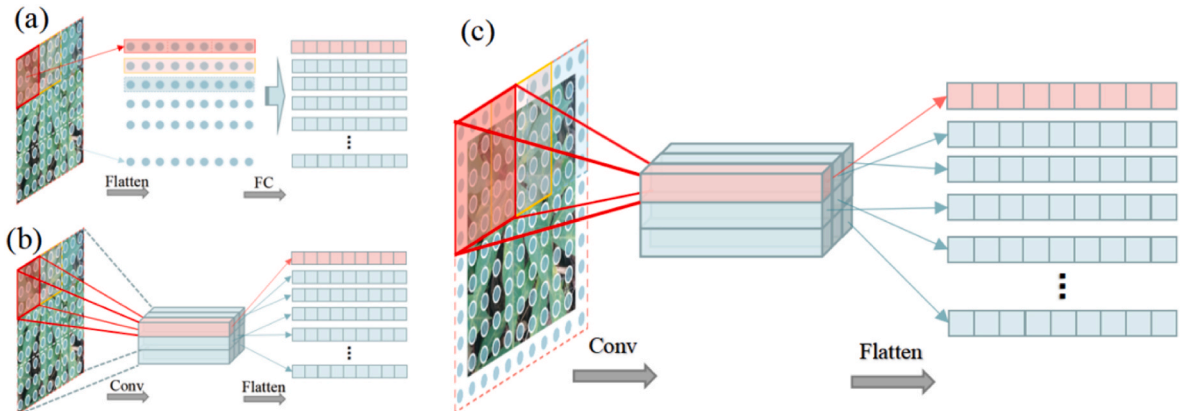 (a)
Flatten
FC
(b)
Conv
Flatten
(c)
Conv
Flatten